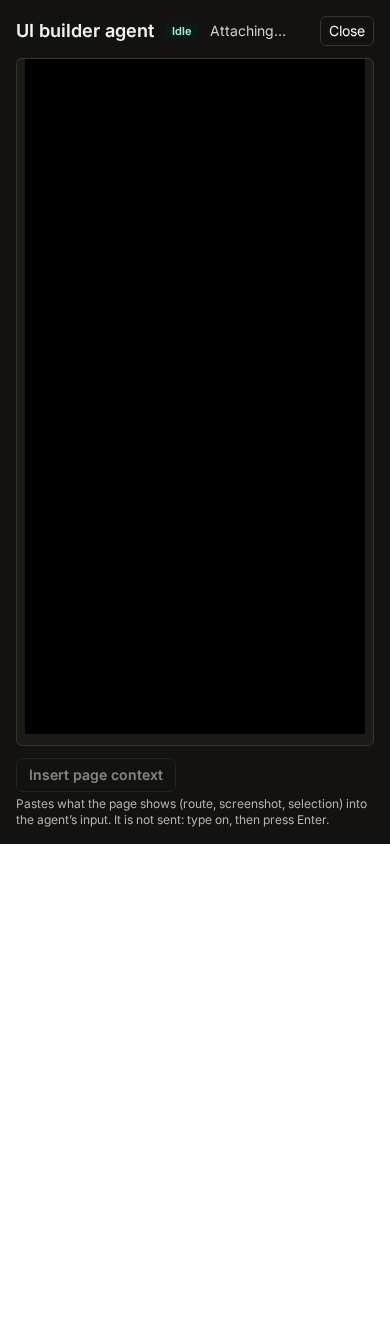 UI builder agent Idle Attaching... Close
Insert page context
Pastes what the page shows (route, screenshot, selection) into
the agent’s input. It is not sent: type on, then press Enter.